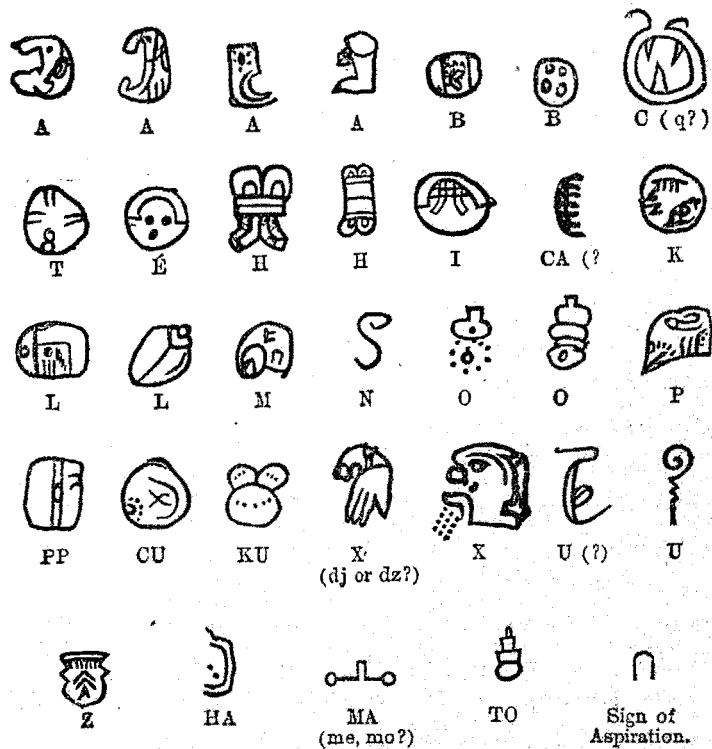 A A A A B B C (q?)
T É H H I CA (? K
L L M N O O P
PP CU KU X X U (?) U
(dj or dz?)
Z HA MA TO Sign of
(me, mo?) Aspiration.